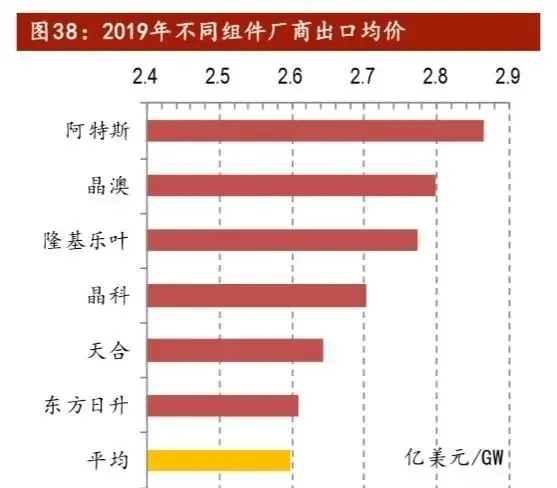 图38：2019年不同组件厂商出口均价
2.4 2.5 2.6 2.7 2.8 2.9
阿特斯
晶澳
隆基乐叶
晶科
天合
东方日升
平均
亿美元/GW